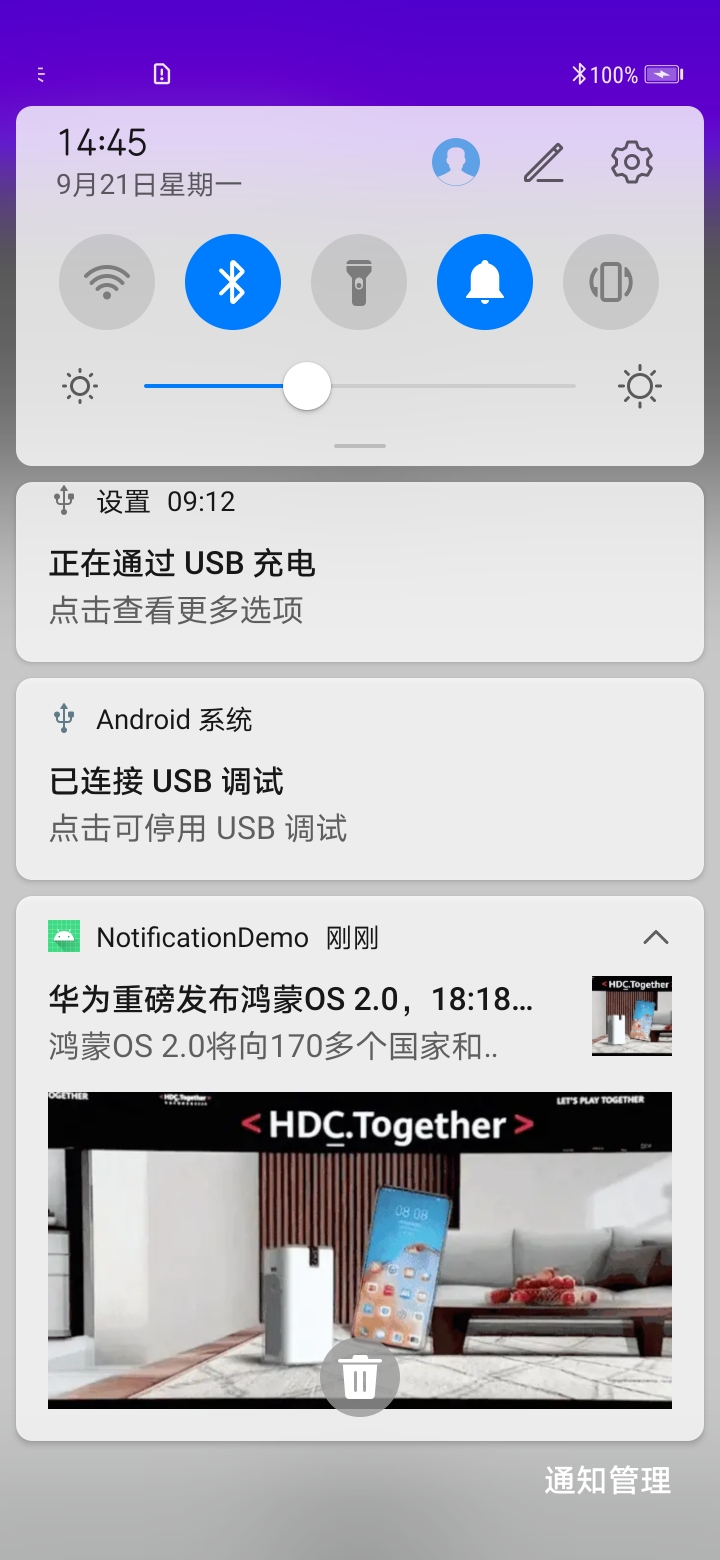 100%
14:45
9月21日星期一
设置 09:12
正在通过 USB 充电
点击查看更多选项
Android 系统
已连接 USB 调试
点击可停用 USB 调试
NotificationDemo 刚刚
华为重磅发布鸿蒙OS 2.0，18:18...
鸿蒙OS 2.0将向170多个国家和..
<HDC.Together
OGETHER
HDC.Together
LET'S PLAY TOGETHER
< HDC.Together >
08 08
通知管理